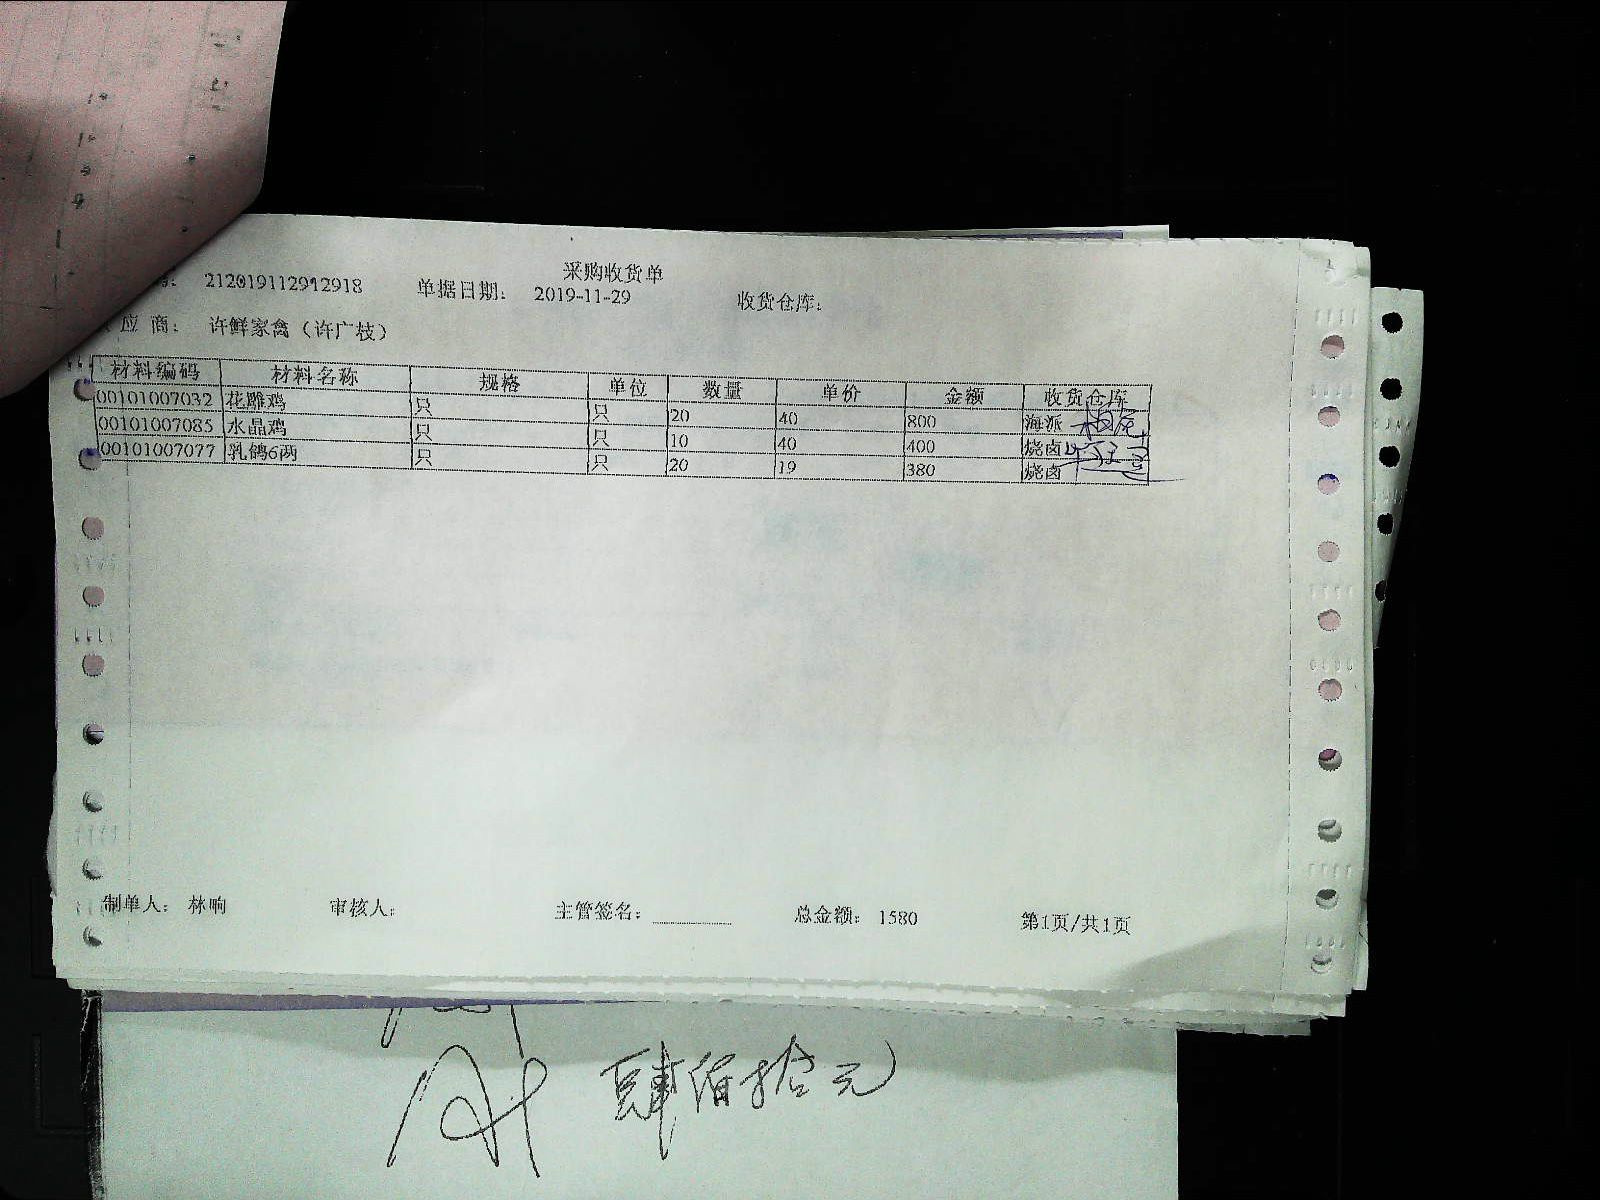 采购收货单
号: 212019112912918 单据日期: 2019-11-29 收货仓库:
应商: 许鲜家禽(许广枝)
材料编码 材料名称 规格 单位 数量 单价 金额 收货仓库
00101007032 花雕鸡 只 只 20 40 800 海派
00101007085 水晶鸡 只 只 10 40 400 烧卤
00101007077 乳鸽6两 只 只 20 19 380 烧卤
制单人: 林响 审核人: 主管签名: 总金额: 1580 第1页/共1页
肆佰拾元